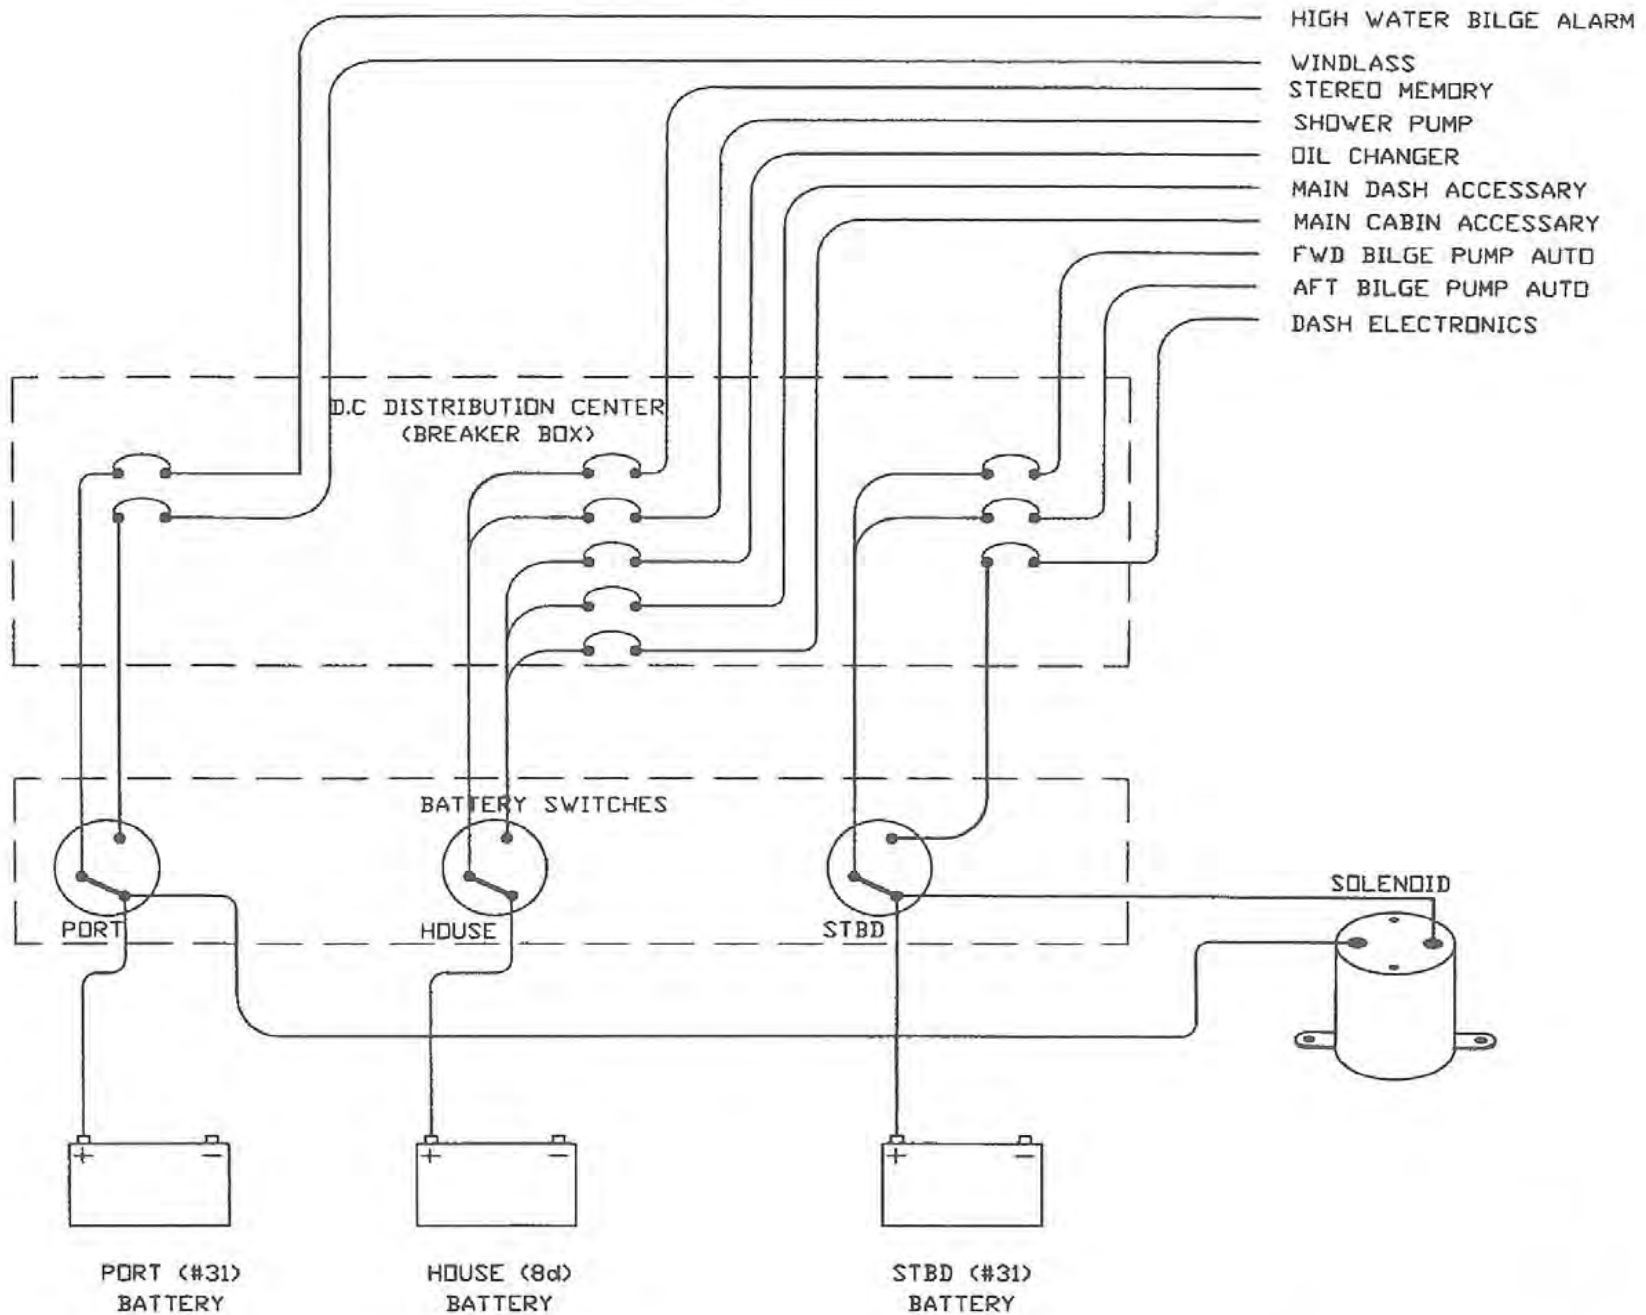 HIGH WATER BILGE ALARM
WINDLASS
STEREO MEMORY
SHOWER PUMP
OIL CHANGER
MAIN DASH ACCESSARY
MAIN CABIN ACCESSARY
FWD BILGE PUMP AUTO
AFT BILGE PUMP AUTO
DASH ELECTRONICS
D.C DISTRIBUTION CENTER
(BREAKER BOX)
BATTERY SWITCHES
PORT
HOUSE
STBD
SOLENOID
+ -
+ -
+ -
PORT (#31)
BATTERY
HOUSE (8d)
BATTERY
STBD (#31)
BATTERY